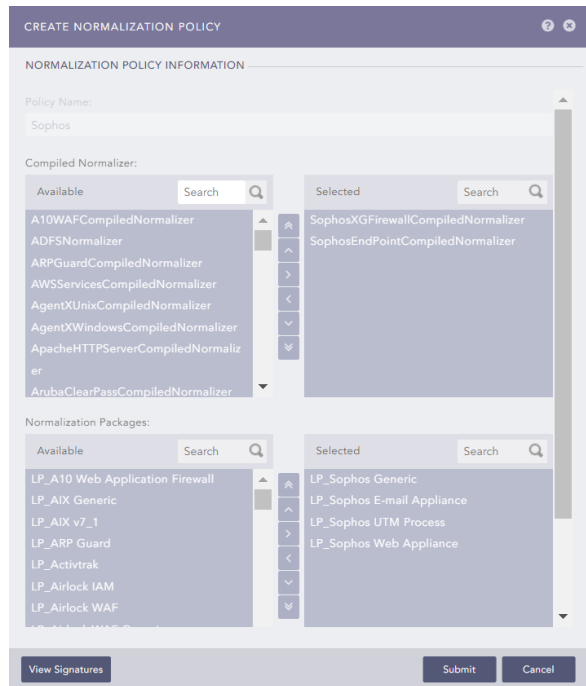 CREATE NORMALIZATION POLICY
NORMALIZATION POLICY INFORMATION
Policy Name:
Sophos
Compiled Normalizer:
Available
Search
Selected
Search
A10WAFCompiledNormalizer
ADFSNormalizer
ARPGuardCompiledNormalizer
AWSServicesCompiledNormalizer
AgentXUnixCompiledNormalizer
AgentXWindowsCompiledNormalizer
ApacheHTTPServerCompiledNormaliz
er
ArubaClearPassCompiledNormalizer
SophosXGFirewallCompiledNormalizer
SophosEndPointCompiledNormalizer
Normalization Packages:
Available
Search
Selected
Search
LP_A10 Web Application Firewall
LP_AIX Generic
LP_AIX v7_1
LP_ARP Guard
LP_Activtrak
LP_Airlock IAM
LP_Airlock WAF
LP_Sophos Generic
LP_Sophos E-mail Appliance
LP_Sophos UTM Process
LP_Sophos Web Appliance
View Signatures
Submit
Cancel